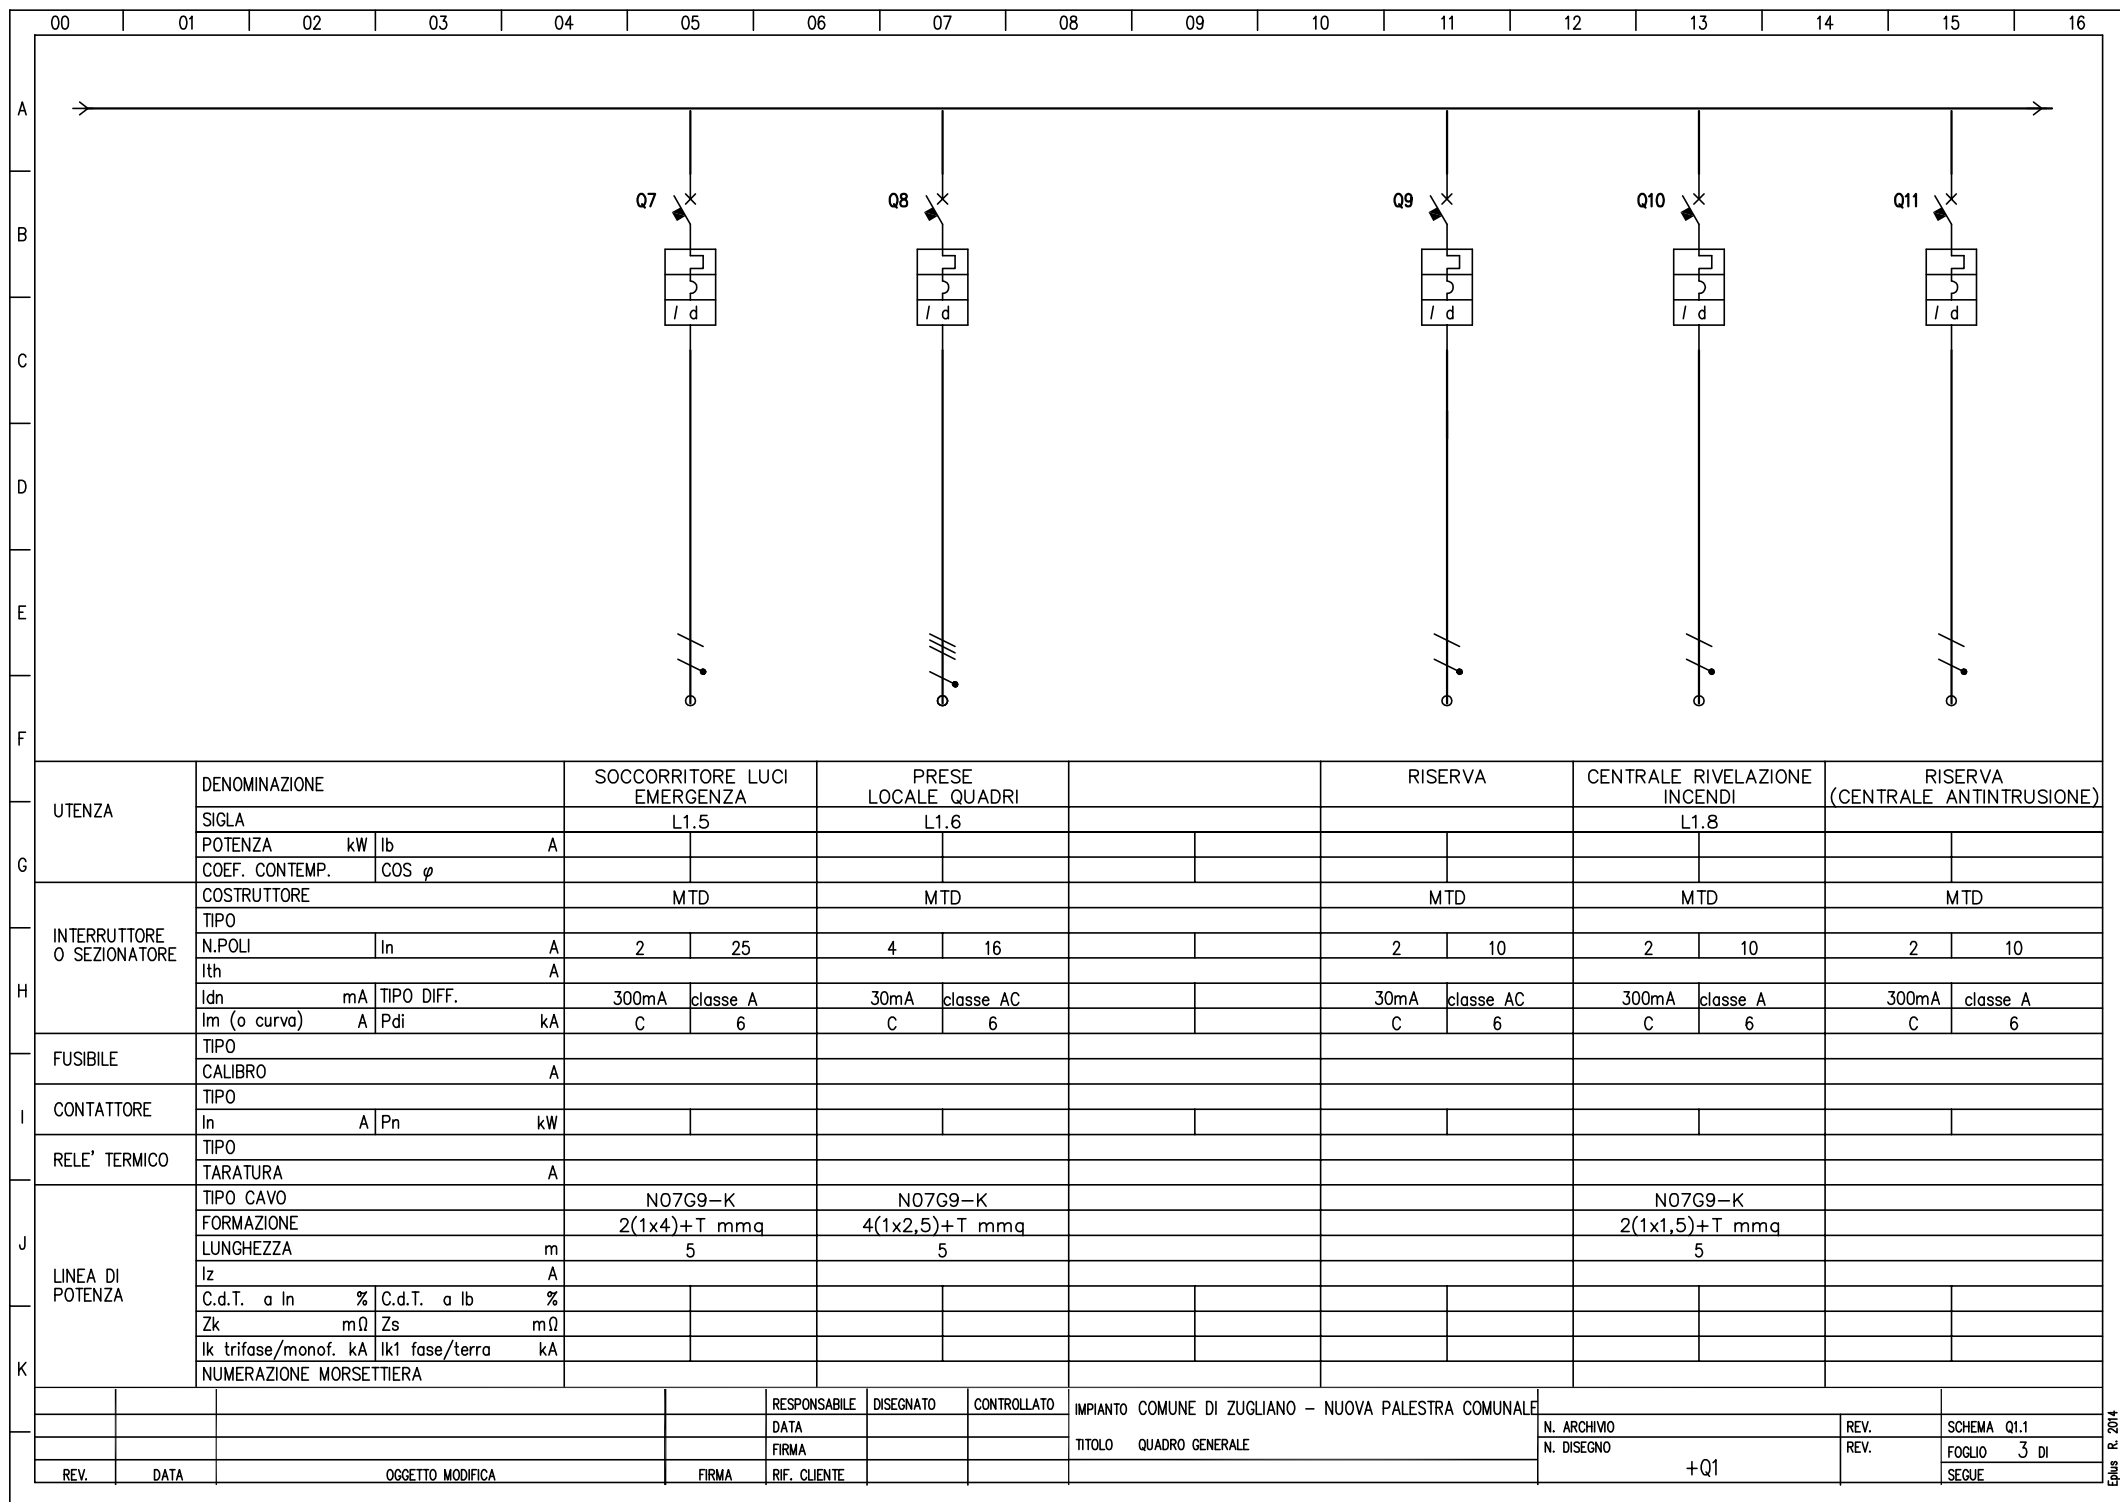 00 01 02 03 04 05 06 07 08 09 10 11 12 13 14 15 16
A
Q7 Q8 Q9 Q10 Q11
B
I d I d I d I d I d
C
D
E
F
UTENZA
DENOMINAZIONE
SOCCORRITORE LUCI
EMERGENZA
PRESE
LOCALE QUADRI
RISERVA
CENTRALE RIVELAZIONE
INCENDI
RISERVA
(CENTRALE ANTINTRUSIONE)
SIGLA L1.5 L1.6 L1.8
POTENZA kW Ib A
G
COEF. CONTEMP. COS φ
INTERRUTTORE
O SEZIONATORE
COSTRUTTORE MTD MTD MTD MTD MTD
TIPO
N.POLI In A 2 25 4 16 2 10 2 10 2 10
Ith A
H
Idn mA TIPO DIFF. 300mA classe A 30mA classe AC 30mA classe AC 300mA classe A 300mA classe A
Im (o curva) A Pdi kA C 6 C 6 C 6 C 6 C 6
FUSIBILE
TIPO
CALIBRO A
I
CONTATTORE
TIPO
In A Pn kW
RELE' TERMICO
TIPO
TARATURA A
LINEA DI
POTENZA
TIPO CAVO N07G9-K N07G9-K N07G9-K
FORMAZIONE 2(1x4)+T mmq 4(1x2,5)+T mmq 2(1x1,5)+T mmq
J
LUNGHEZZA m 5 5 5
Iz A
C.d.T. a In % C.d.T. a Ib %
Zk mΩ Zs mΩ
Ik trifase/monof. kA Ik1 fase/terra kA
K
NUMERAZIONE MORSETTIERA
RESPONSABILE DISEGNATO CONTROLLATO
DATA
FIRMA
REV. DATA OGGETTO MODIFICA FIRMA RIF. CLIENTE
IMPIANTO COMUNE DI ZUGLIANO - NUOVA PALESTRA COMUNALE
TITOLO QUADRO GENERALE
N. ARCHIVIO REV. SCHEMA Q1.1
N. DISEGNO REV. FOGLIO 3 DI
+Q1
SEGUE
Eplus R. 2014